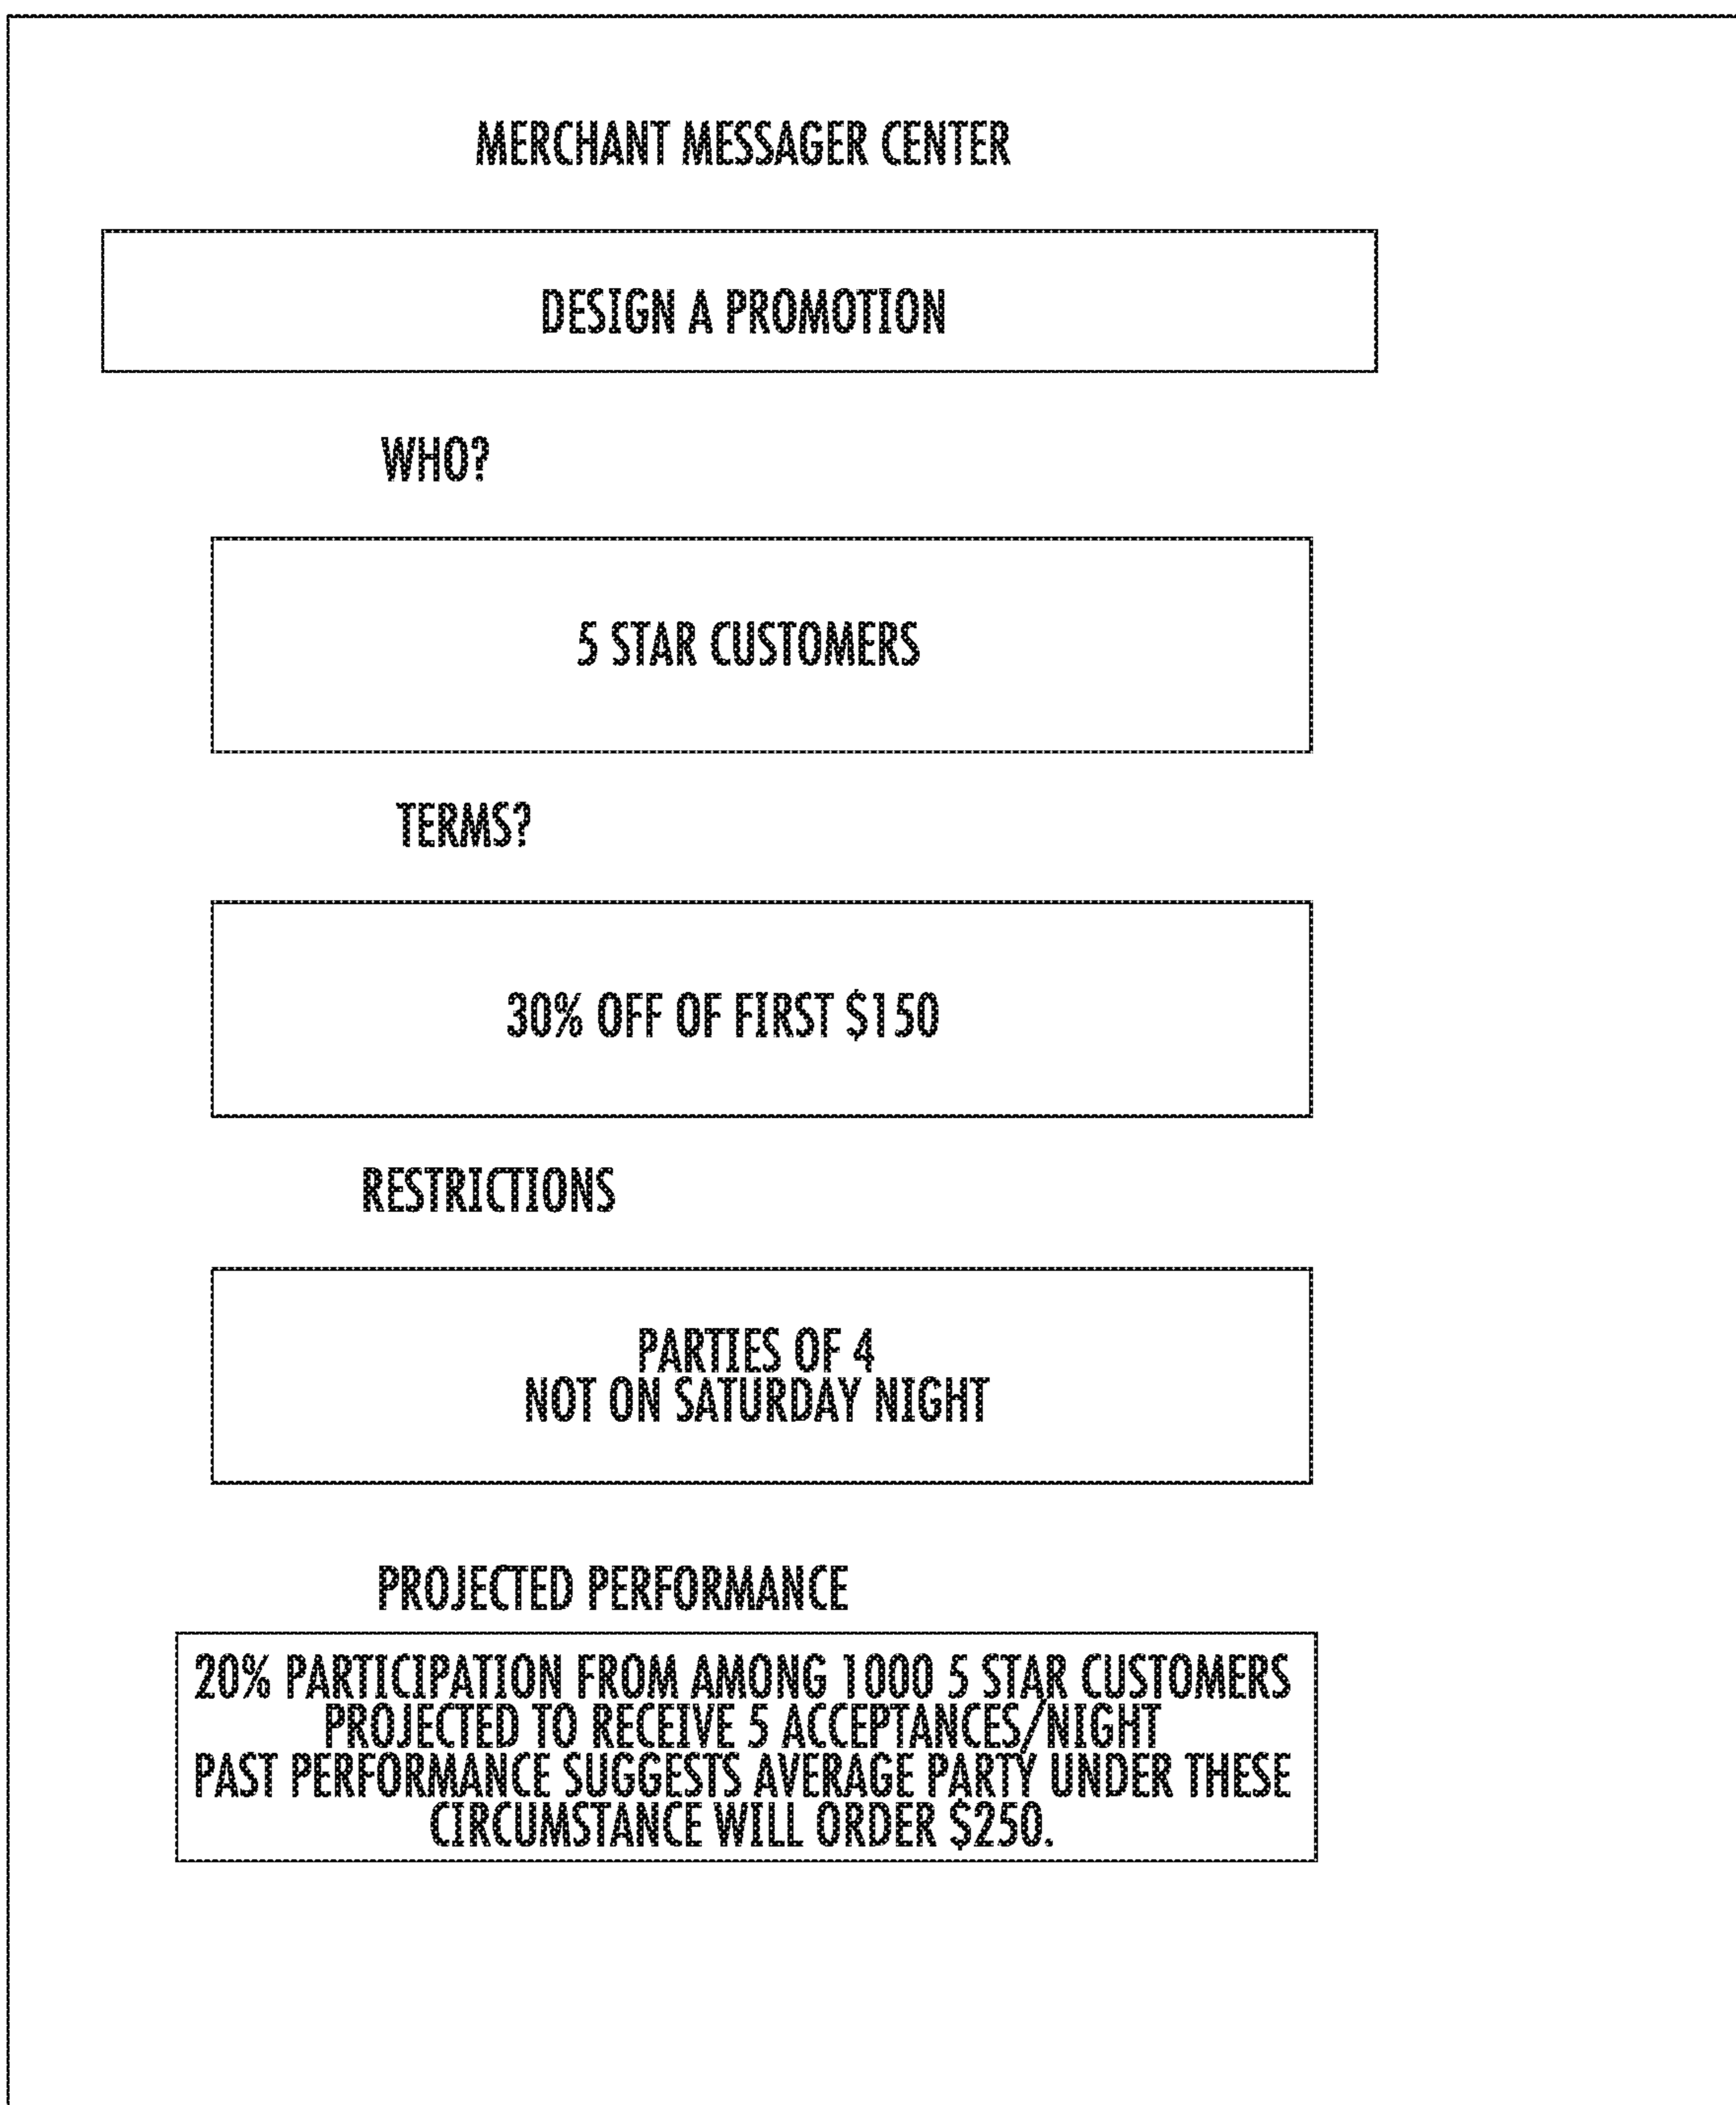 MERCHANT MESSAGER CENTER
DESIGN A PROMOTION
WHO?
5 STAR CUSTOMERS
TERMS?
30% OFF OF FIRST $150
RESTRICTIONS
PARTIES OF 4
NOT ON SATURDAY NIGHT
PROJECTED PERFORMANCE
20% PARTICIPATION FROM AMONG 1000 5 STAR CUSTOMERS
PROJECTED TO RECEIVE 5 ACCEPTANCES/NIGHT
PAST PERFORMANCE SUGGESTS AVERAGE PARTY UNDER THESE
CIRCUMSTANCE WILL ORDER $250.